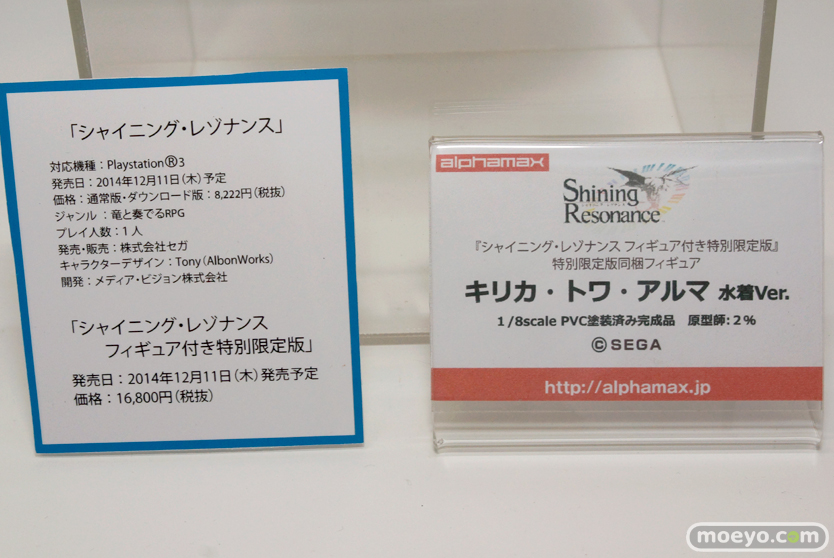 「シャイニング・レゾナンス」
対応機種：Playstation®3
発売日：2014年12月11日(木)予定
価格：通常版・ダウンロード版：8,222円(税抜)
ジャンル：竜と奏でるRPG
プレイ人数：1人
発売・販売：株式会社セガ
キャラクターデザイン：Tony(AlbonWorks)
開発：メディア・ビジョン株式会社
「シャイニング・レゾナンス
フィギュア付き特別限定版」
発売日：2014年12月11日(木)発売予定
価格：16,800円(税抜)
alphamax
Shining
Resonance
『シャイニング・レゾナンス フィギュア付き特別限定版』
特別限定版同梱フィギュア
キリカ・トワ・アルマ 水着Ver.
1/8scale PVC塗装済み完成品 原型師:2%
©SEGA
http://alphamax.jp
moeyo.com